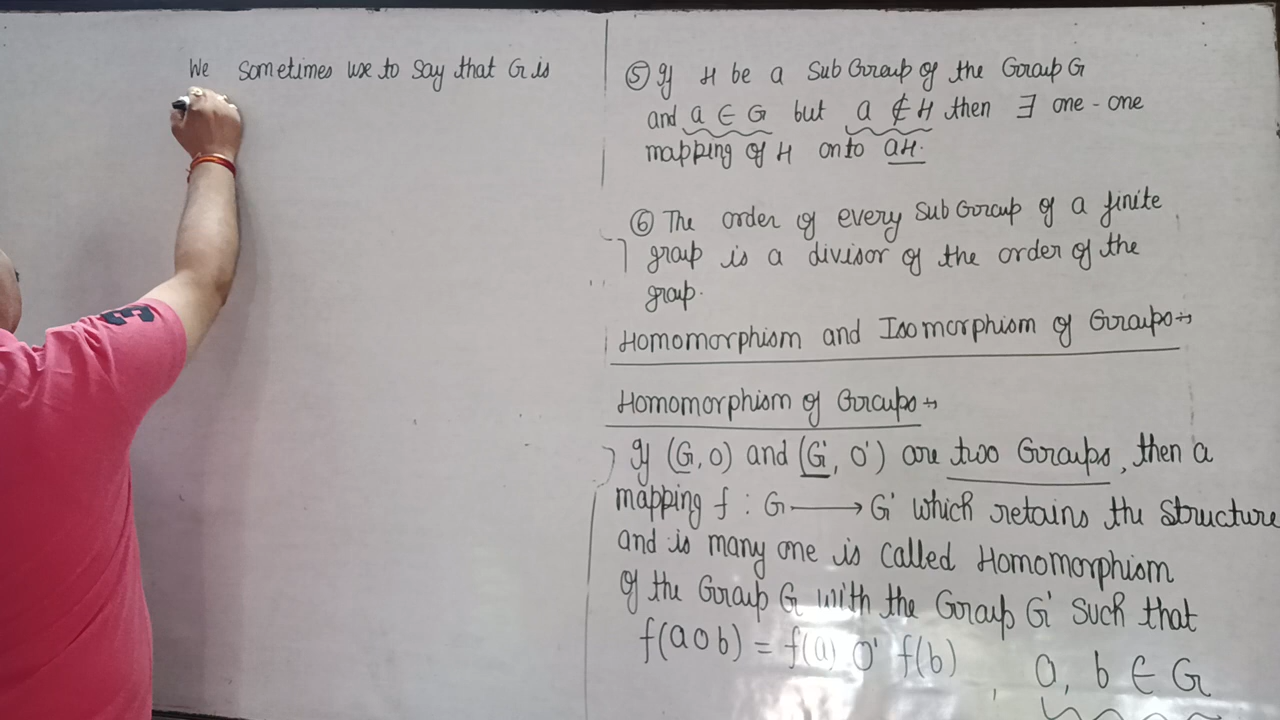 We sometimes use to say that G is
⑤ If H be a Sub Group of the Group G
and a ∈ G but a ∉ H then ∃ one-one
mapping of H onto aH.
⑥ The order of every Sub Group of a finite
group is a divisor of the order of the
group.
Homomorphism and Isomorphism of Groups→
Homomorphism of Groups→
If (G, o) and (G', o') are two Groups, then a
mapping f : G ⟶ G' which retains the structure
and is many one is called Homomorphism
of the Group G with the Group G' such that
f(aob) = f(a) o' f(b) , a, b ∈ G